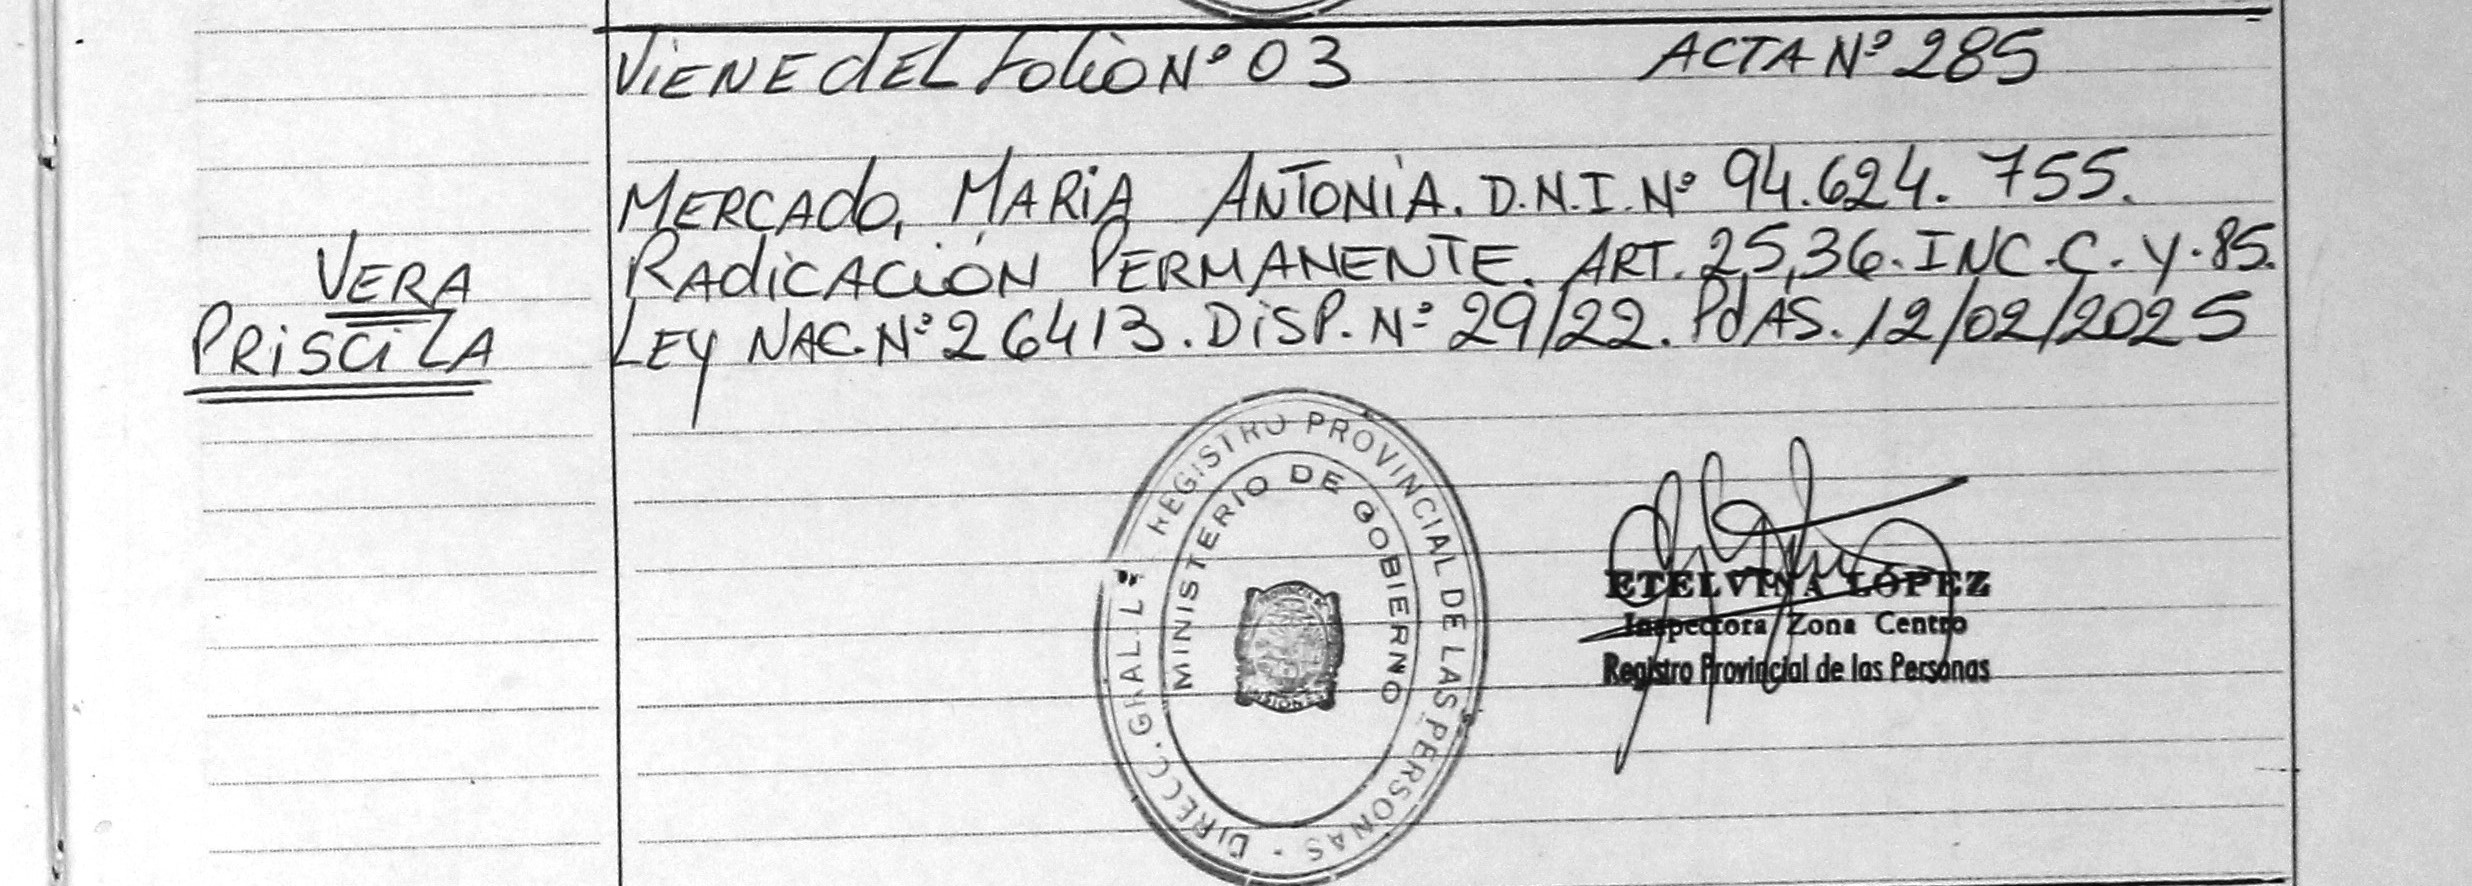 VIENE dEL FoLiO Nº 03 ACTA Nº 285
MERCAdo, MARiA ANTONiA. D.N.I. Nº 94.624.755.
VERA
PRiSCiLA
RAdiCACióN PERMANENTE. ART. 25,36. INC. C. Y. 85.
LEY NAC. Nº 26413. DiSP. Nº 29/22. PdAS. 12/02/2025
DIRECC. GRAL. REGISTRO PROVINCIAL DE LAS PERSONAS
MINISTERIO DE GOBIERNO
ETELVINA LÓPEZ
Inspectora Zona Centro
Registro Provincial de las Personas